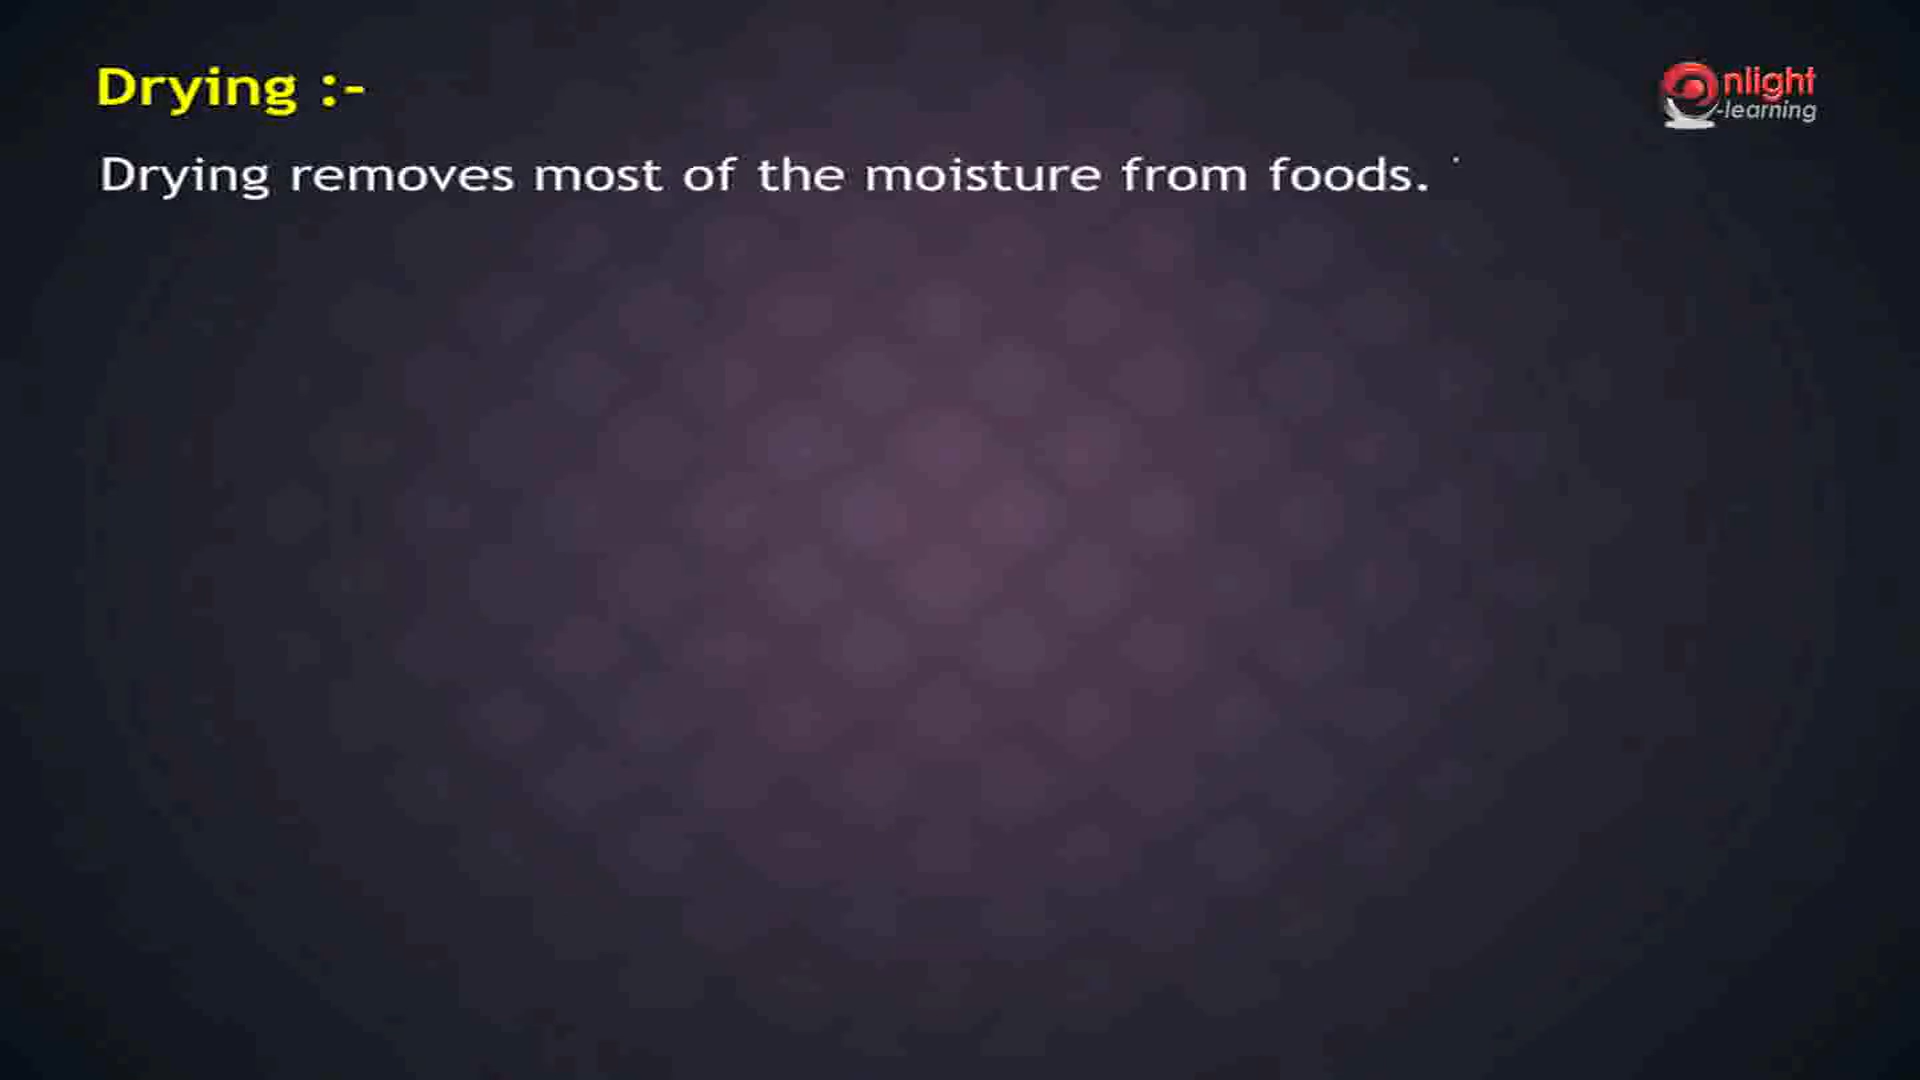 Drying :-
nlight
-learning
Drying removes most of the moisture from foods.